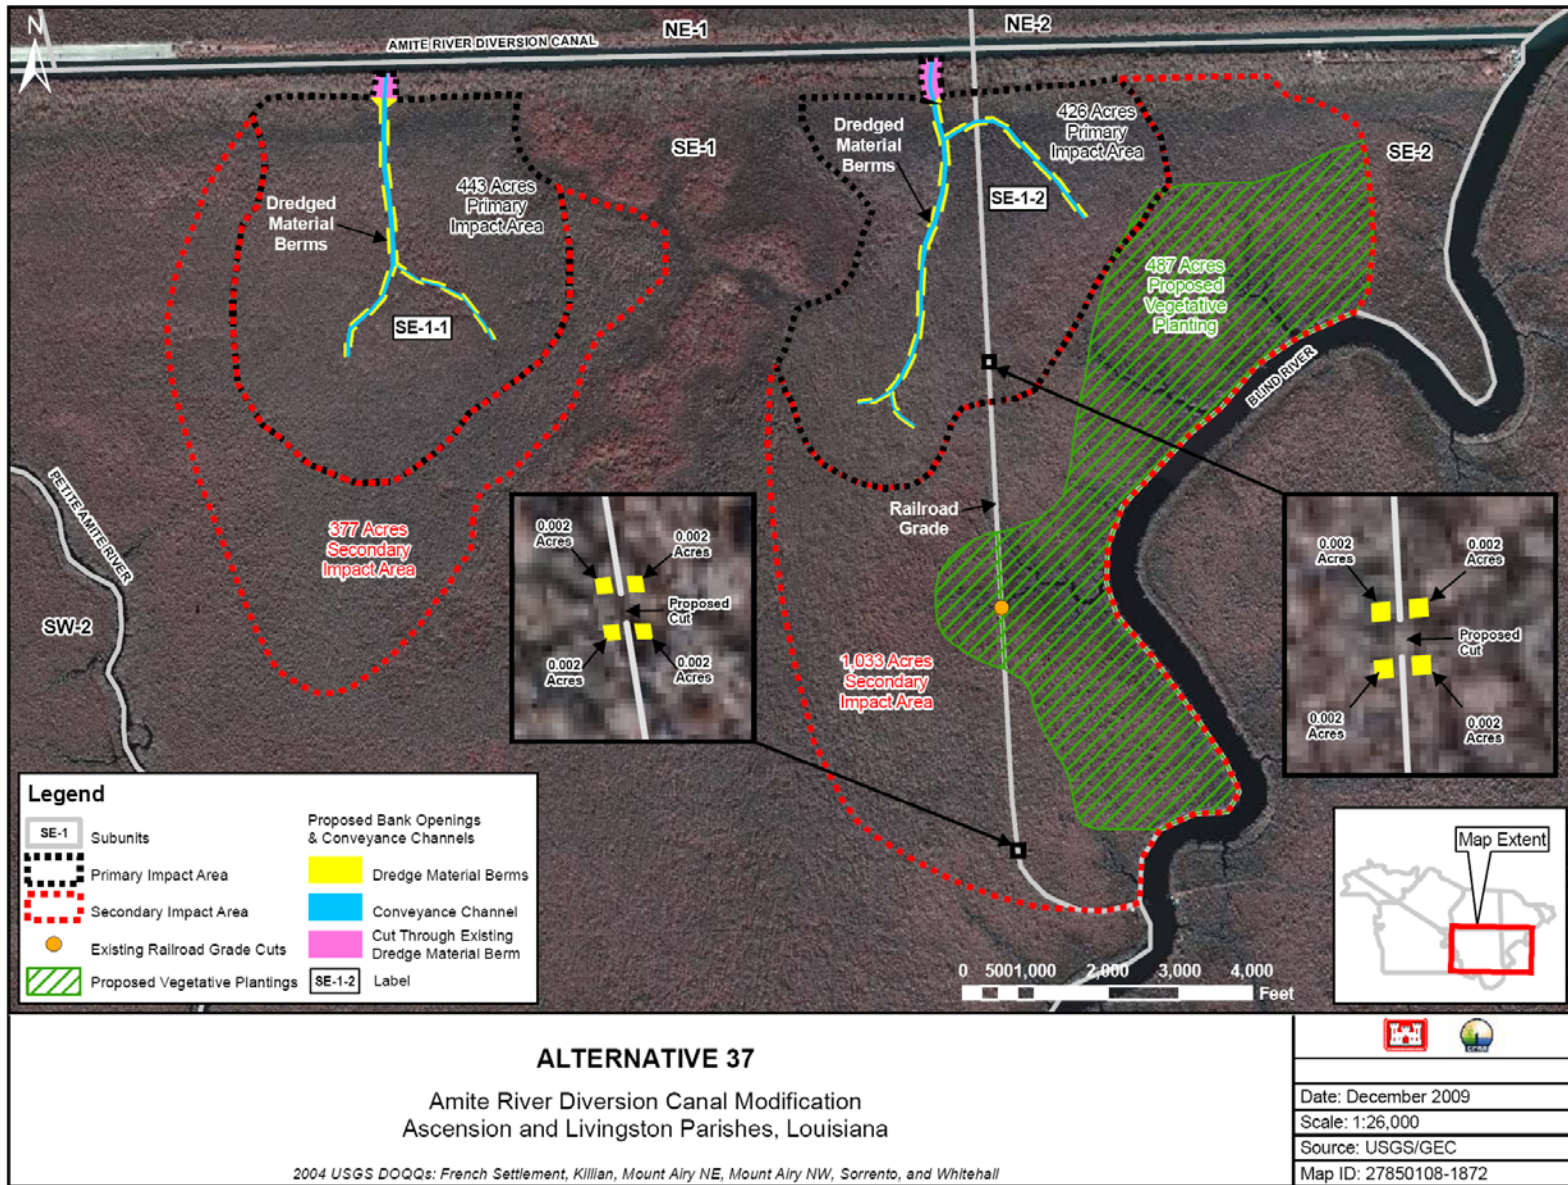 N
NE-1
NE-2
AMITE RIVER DIVERSION CANAL
SE-1
SE-2
426 Acres
Primary
Impact Area
Dredged
Material
Berms
443 Acres
Primary
Impact Area
Dredged
Material
Berms
SE-1-2
SE-1-1
487 Acres
Proposed
Vegetative
Planting
BLIND RIVER
PETITE AMITE RIVER
SW-2
377 Acres
Secondary
Impact Area
Railroad
Grade
1,033 Acres
Secondary
Impact Area
0.002
Acres
0.002
Acres
Proposed
Cut
0.002
Acres
0.002
Acres
0.002
Acres
0.002
Acres
Proposed
Cut
0.002
Acres
0.002
Acres
Legend
SE-1 Subunits
Primary Impact Area
Secondary Impact Area
Existing Railroad Grade Cuts
Proposed Vegetative Plantings
Proposed Bank Openings
& Conveyance Channels
Dredge Material Berms
Conveyance Channel
Cut Through Existing
Dredge Material Berm
SE-1-2 Label
0 500 1,000 2,000 3,000 4,000
Feet
Map Extent
ALTERNATIVE 37
Amite River Diversion Canal Modification
Ascension and Livingston Parishes, Louisiana
2004 USGS DOQQs: French Settlement, Killian, Mount Airy NE, Mount Airy NW, Sorrento, and Whitehall
Date: December 2009
Scale: 1:26,000
Source: USGS/GEC
Map ID: 27850108-1872